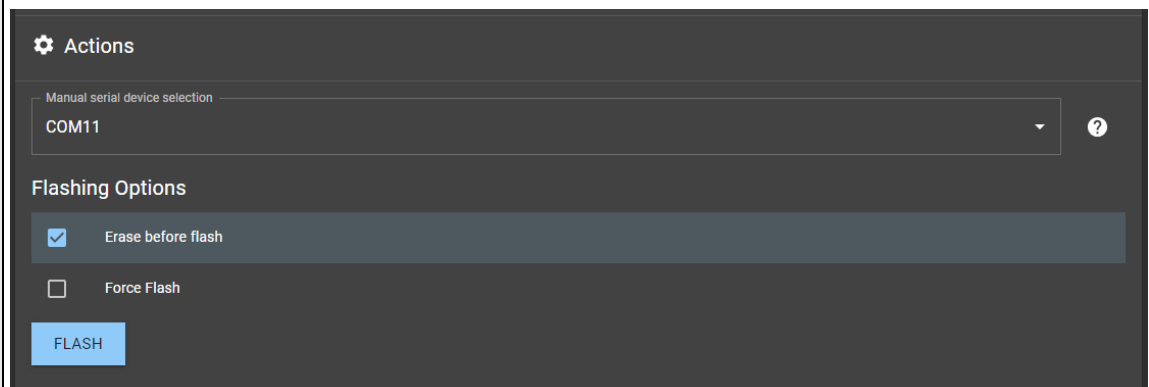 Actions
Manual serial device selection
COM11
Flashing Options
Erase before flash
Force Flash
FLASH